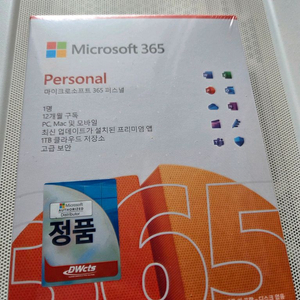 Microsoft 365
Personal
마이크로소프트 365 퍼스널
1명
12개월 구독
PC, Mac 및 모바일
최신 업데이트가 설치된 프리미엄 앱
1TB 클라우드 저장소
고급 보안
Microsoft
Distributor
정품
DWcts
365